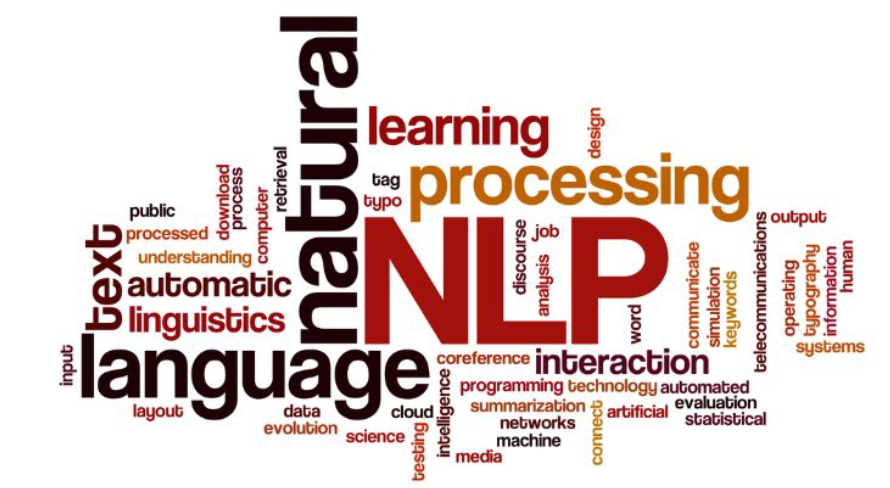 natural
learning
design
processing
tag
typo
retrieval
download
process
computer
public
processed
understanding
text
automatic
linguistics
NLP
discourse
job
analysis
word
communicate
simulation
keywords
telecommunications
output
operating
typography
information
human
systems
input
language
coreference
interaction
programming
technology
automated
layout
data
cloud
intelligence
summarization
connect
artificial
evaluation
statistical
evolution
science
testing
networks
machine
media